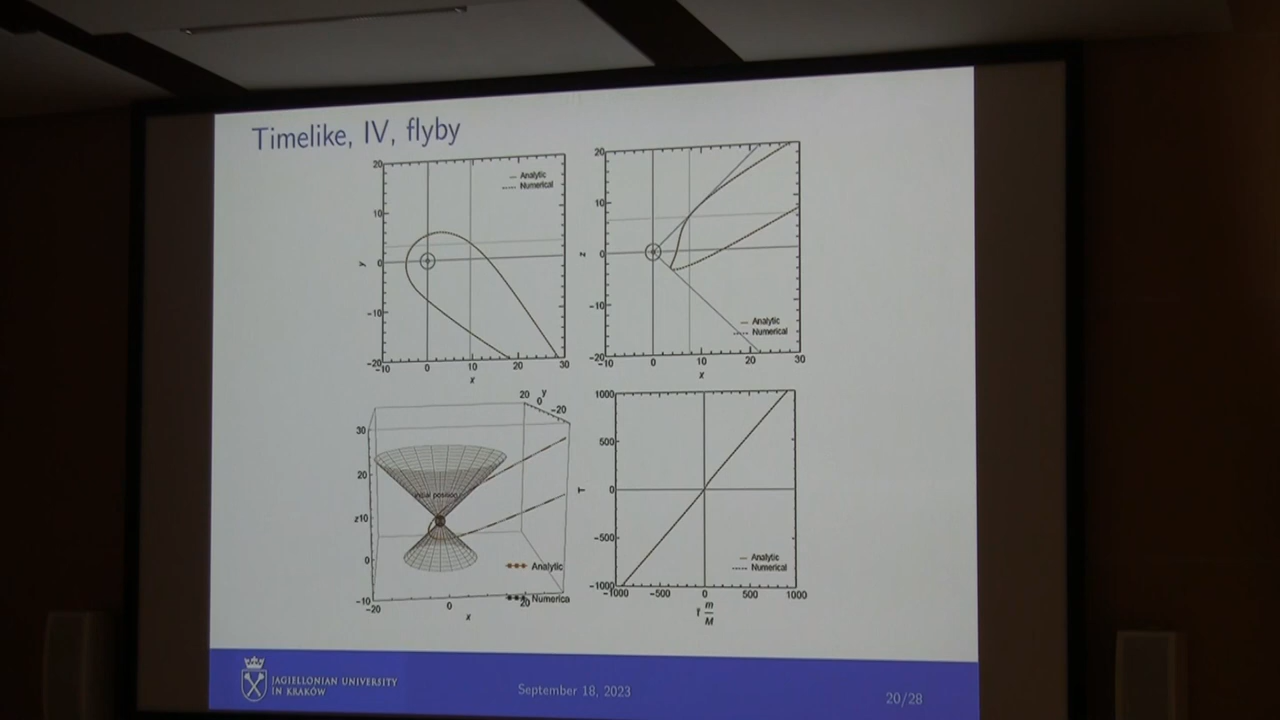 Timelike, IV, flyby
20
10
0
-10
-20
-10
0
10
20
30
y
x
Analytic
Numerical
20
10
0
-10
-20
-10
0
10
20
30
z
x
Analytic
Numerical
20
y
0
-20
30
20
z10
0
-10
-20
0
20
x
Initial position
Analytic
Numerica
1000
500
0
-500
-1000
-1000
-500
0
500
1000
T
m
M
Analytic
Numerical
JAGIELLONIAN UNIVERSITY
IN KRAKÓW
September 18, 2023
20/28